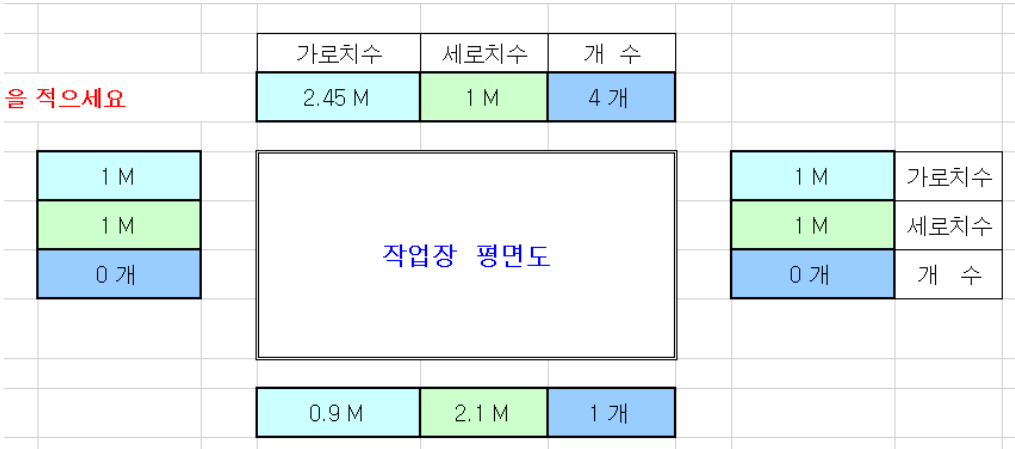 가로치수 세로치수 개 수
을 적으세요 2.45 M 1 M 4 개
1 M 1 M 가로치수
1 M 1 M 세로치수
작업장 평면도
0 개 0 개 개 수
0.9 M 2.1 M 1 개